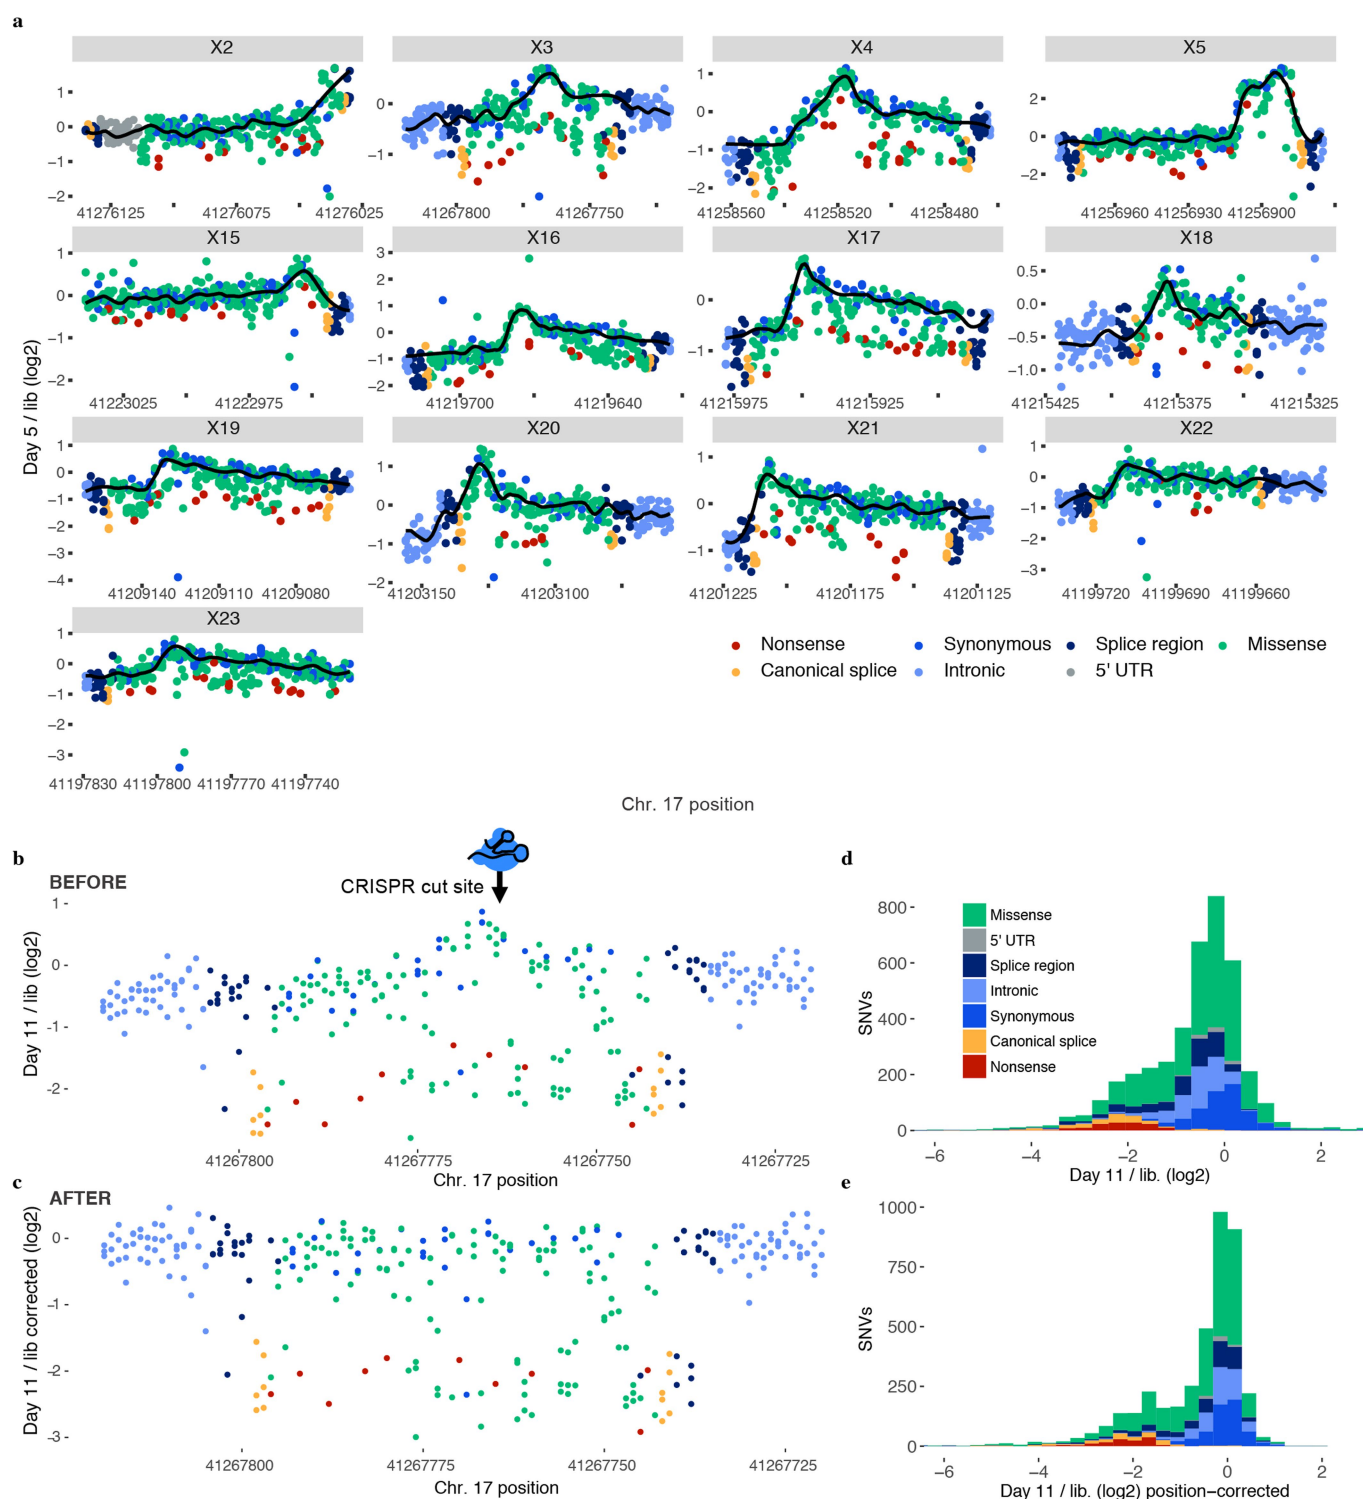 a
X2
X3
X4
X5
1
0
−1
−2
41276125
41276075
41276025
0
−1
41267800
41267750
1
0
−1
−2
41258560
41258520
41258480
2
0
−2
41256960
41256930
41256900
X15
X16
X17
X18
1
0
−1
−2
41223025
41222975
3
2
1
0
−1
−2
41219700
41219640
0
−1
41215975
41215925
0.5
0.0
−0.5
−1.0
41215425
41215375
41215325
Day 5 / lib (log2)
X19
X20
X21
X22
1
0
−1
−2
−3
−4
41209140
41209110
41209080
1
0
−1
−2
41203150
41203100
1
0
−1
41201225
41201175
41201125
1
0
−1
−2
−3
41199720
41199690
41199660
X23
1
0
−1
−2
−3
41197830
41197800
41197770
41197740
Nonsense
Synonymous
Splice region
Missense
Canonical splice
Intronic
5' UTR
Chr. 17 position
b
BEFORE
CRISPR cut site
Day 11 / lib (log2)
1
0
-1
-2
41267800
41267775
41267750
41267725
Chr. 17 position
c
AFTER
Day 11 / lib corrected (log2)
0
-1
-2
-3
41267800
41267775
41267750
41267725
Chr. 17 position
d
SNVs
800
600
400
200
0
Missense
5' UTR
Splice region
Intronic
Synonymous
Canonical splice
Nonsense
−6
−4
−2
0
2
Day 11 / lib. (log2)
e
SNVs
1000
750
500
250
0
−6
−4
−2
0
2
Day 11 / lib. (log2) position−corrected